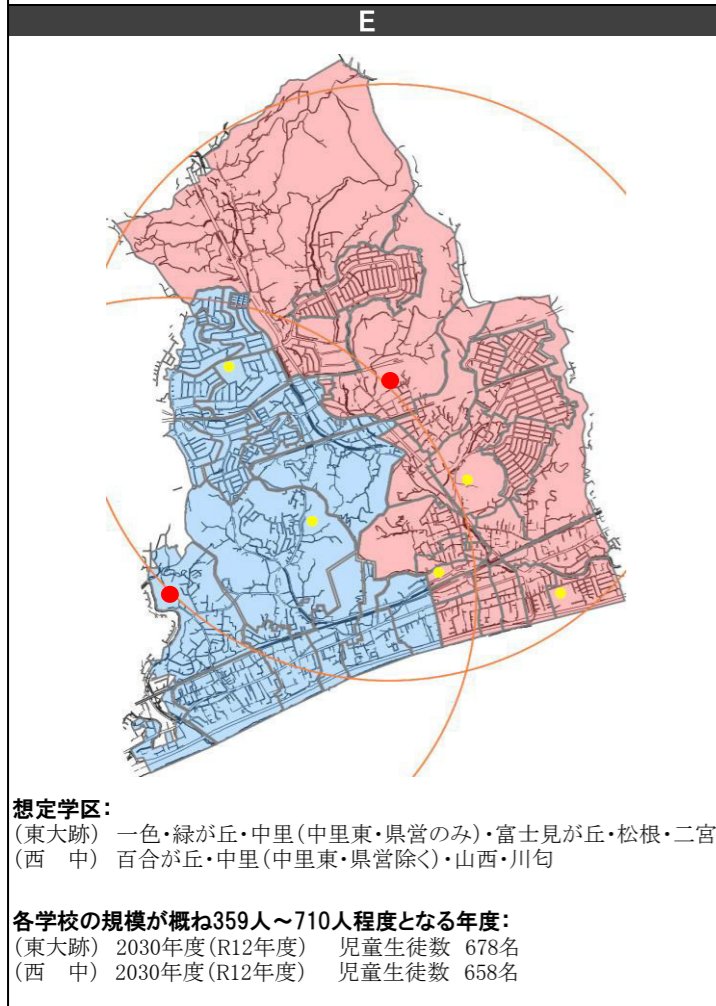 E
想定学区：
（東大跡） 一色・緑が丘・中里（中里東・県営のみ）・富士見が丘・松根・二宮
（西　中） 百合が丘・中里（中里東・県営除く）・山西・川匂
各学校の規模が概ね359人～710人程度となる年度：
（東大跡） 2030年度（R12年度）　児童生徒数 678名
（西　中） 2030年度（R12年度）　児童生徒数 658名